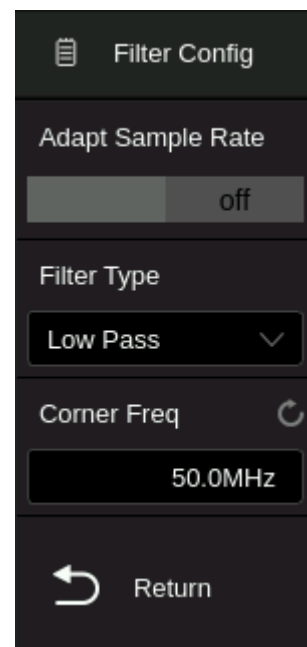 Filter Config
Adapt Sample Rate
off
Filter Type
Low Pass
Corner Freq
50.0MHz
Return